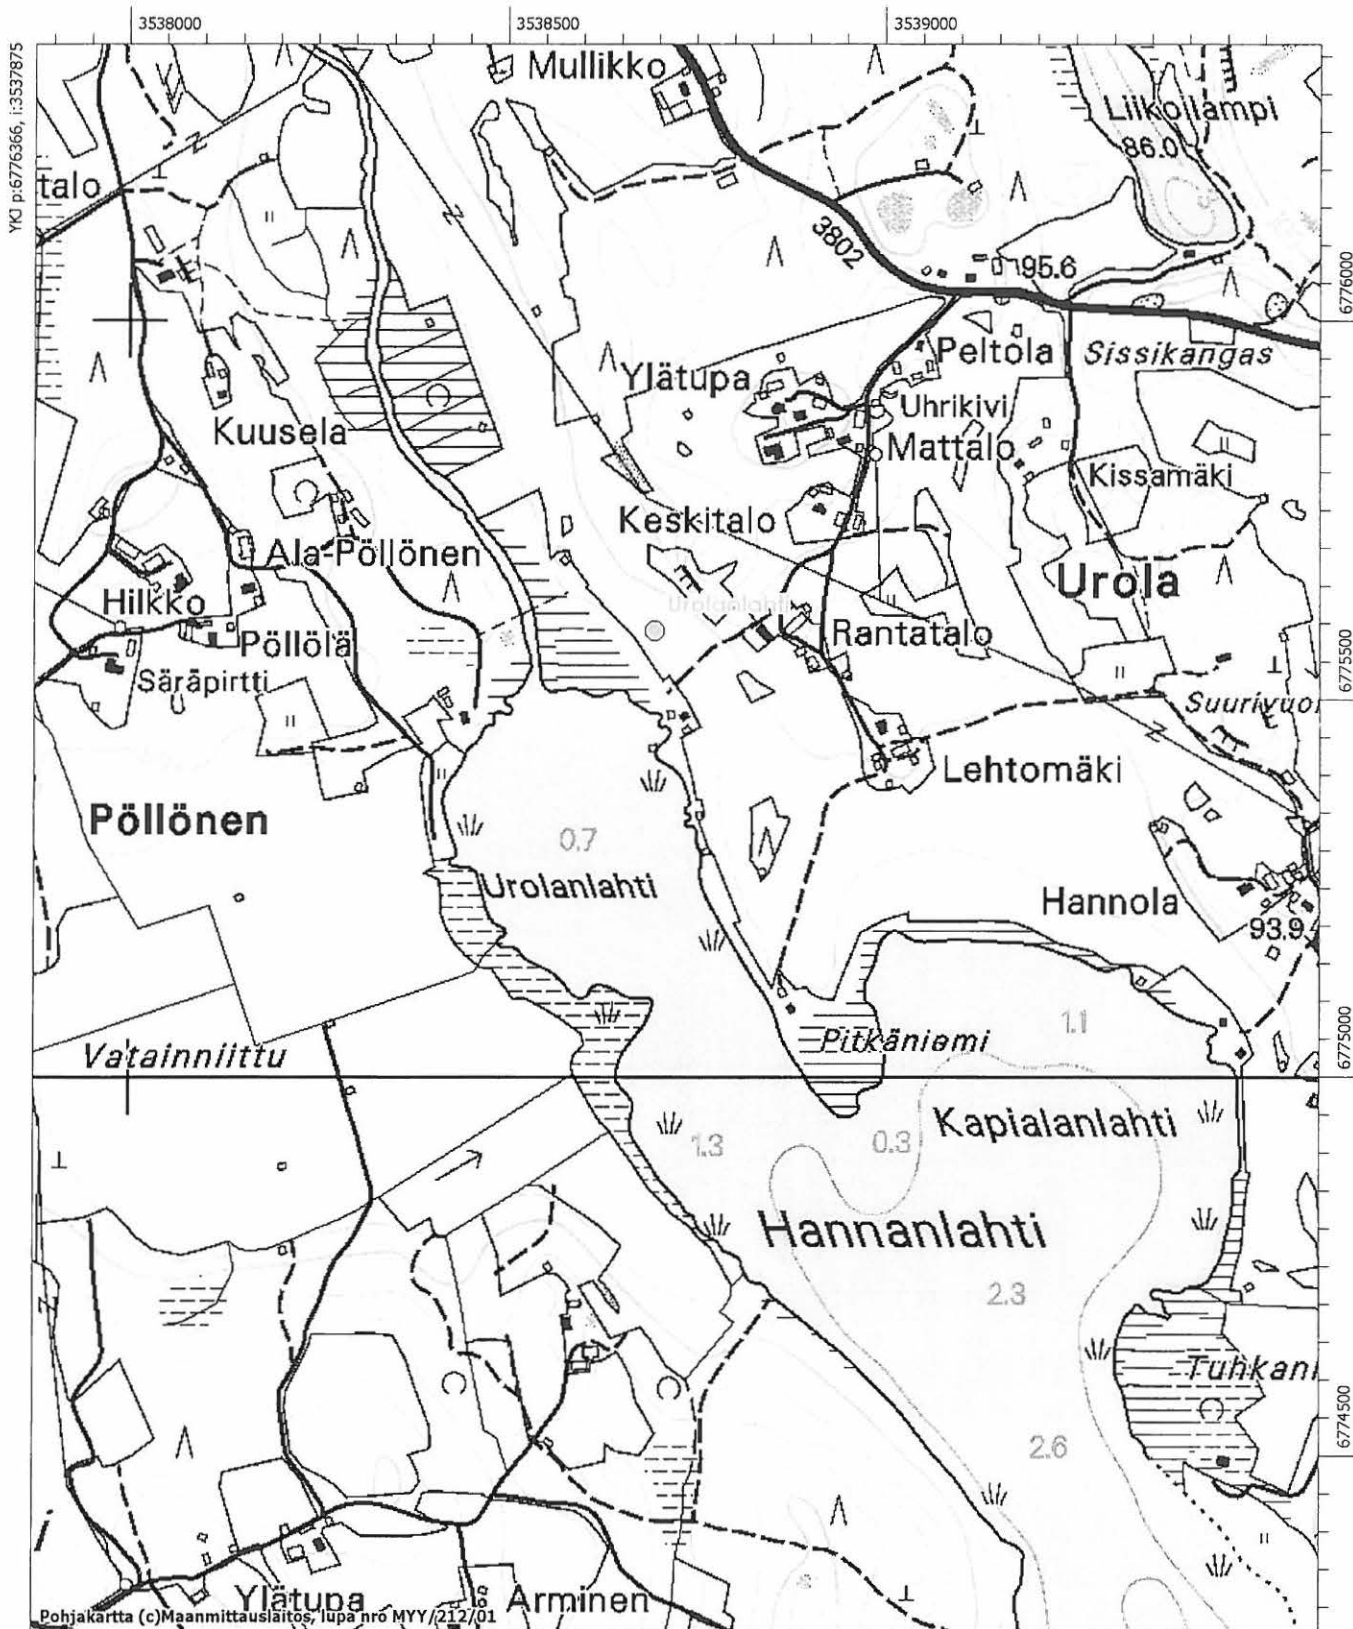 3538000
3538500
3539000
YKJ p:6776366, i:3537875
Mullikko
Liikoilampi
86.0
talo
3802
95.6
6776000
Peltola
Sissikangas
Ylätupa
Uhrikivi
Kuusela
Mattalo
Kissamäki
Keskitalo
Ala-Pöllönen
Urola
Hilkko
Urolanlahti
Pöllölä
Rantatalo
6775500
Säräpirtti
Suurivuoi
Lehtomäki
Pöllönen
0.7
Urolanlahti
Hannola
93.9
1.1
6775000
Pitkäniemi
Vatainniittu
Kapialanlahti
1.3
0.3
Hannanlahti
2.3
Tuhkani
6774500
2.6
Ylätupa
Arminen
Pohjakartta (c)Maanmittauslaitos, lupa nro MYY/212/01